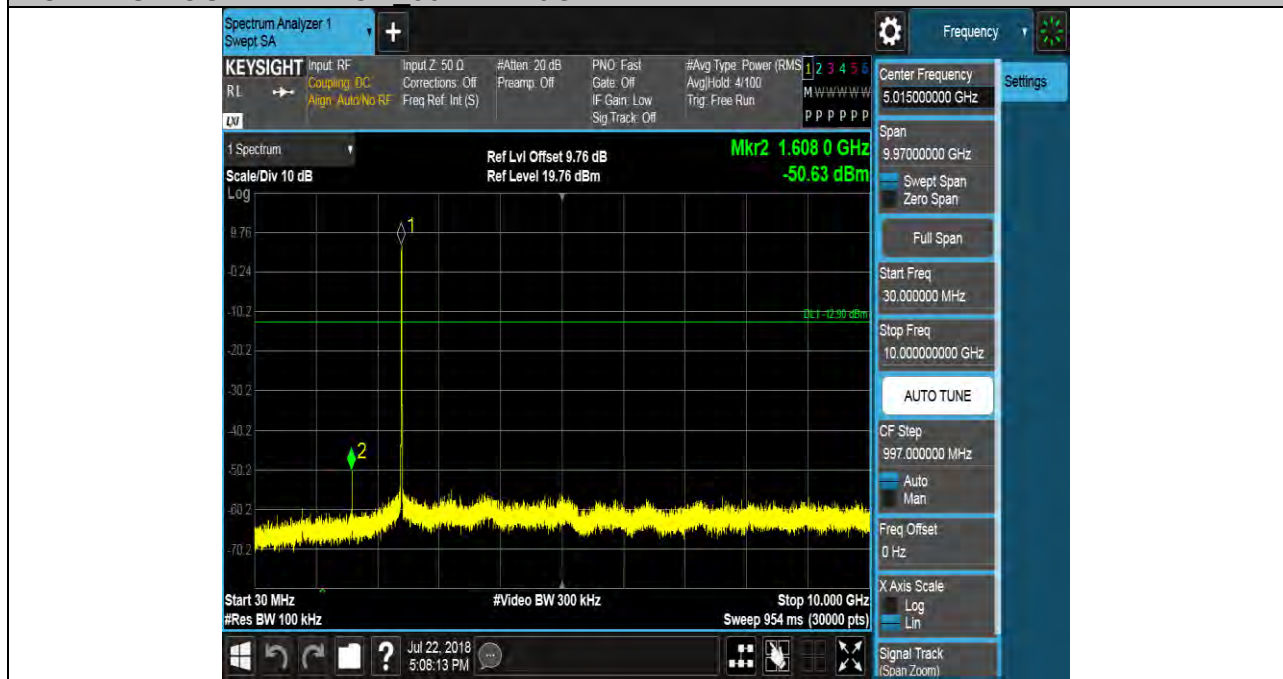 Spectrum Analyzer 1
Swept SA
+
Frequency
KEYSIGHT
RL
LXI
Input: RF
Coupling: DC
Align: Auto/No RF
Input Z: 50 Ω
Corrections: Off
Freq Ref: Int (S)
#Atten: 20 dB
Preamp: Off
PNO: Fast
Gate: Off
IF Gain: Low
Sig Track: Off
#Avg Type: Power (RMS
Avg|Hold: 4/100
Trig: Free Run
1 2 3 4 5 6
M W W W W W
P P P P P P
1 Spectrum
Scale/Div 10 dB
Log
Ref Lvl Offset 9.76 dB
Ref Level 19.76 dBm
Mkr2 1.608 0 GHz
-50.63 dBm
9.76
-0.24
-10.2
-20.2
-30.2
-40.2
-50.2
-60.2
-70.2
1
2
DL1 -12.90 dBm
Start 30 MHz
#Res BW 100 kHz
#Video BW 300 kHz
Stop 10.000 GHz
Sweep 954 ms (30000 pts)
Center Frequency
5.015000000 GHz
Settings
Span
9.97000000 GHz
Swept Span
Zero Span
Full Span
Start Freq
30.000000 MHz
Stop Freq
10.000000000 GHz
AUTO TUNE
CF Step
997.000000 MHz
Auto
Man
Freq Offset
0 Hz
X Axis Scale
Log
Lin
Signal Track
(Span Zoom)
?
Jul 22, 2018
5:08:13 PM